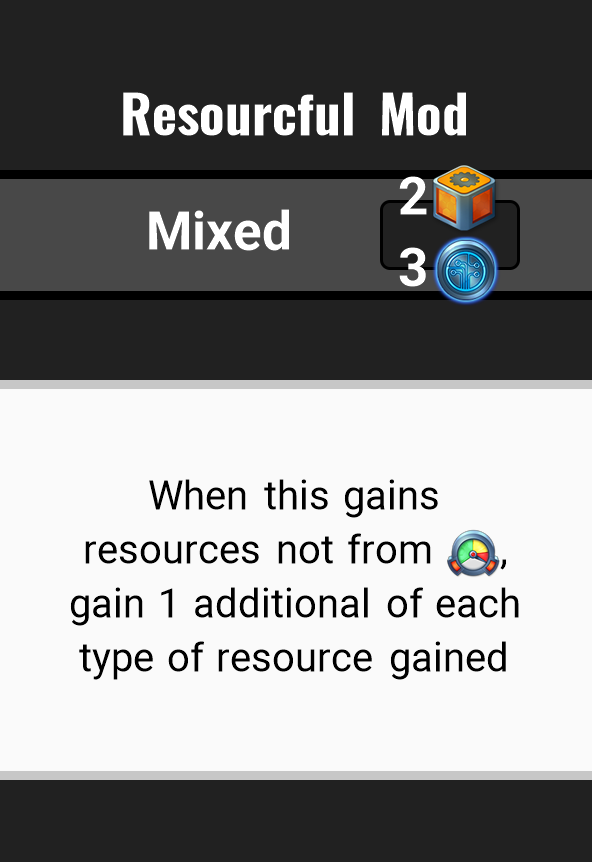 Resourcful Mod
2
Mixed
3
When this gains
resources not from ,
gain 1 additional of each
type of resource gained